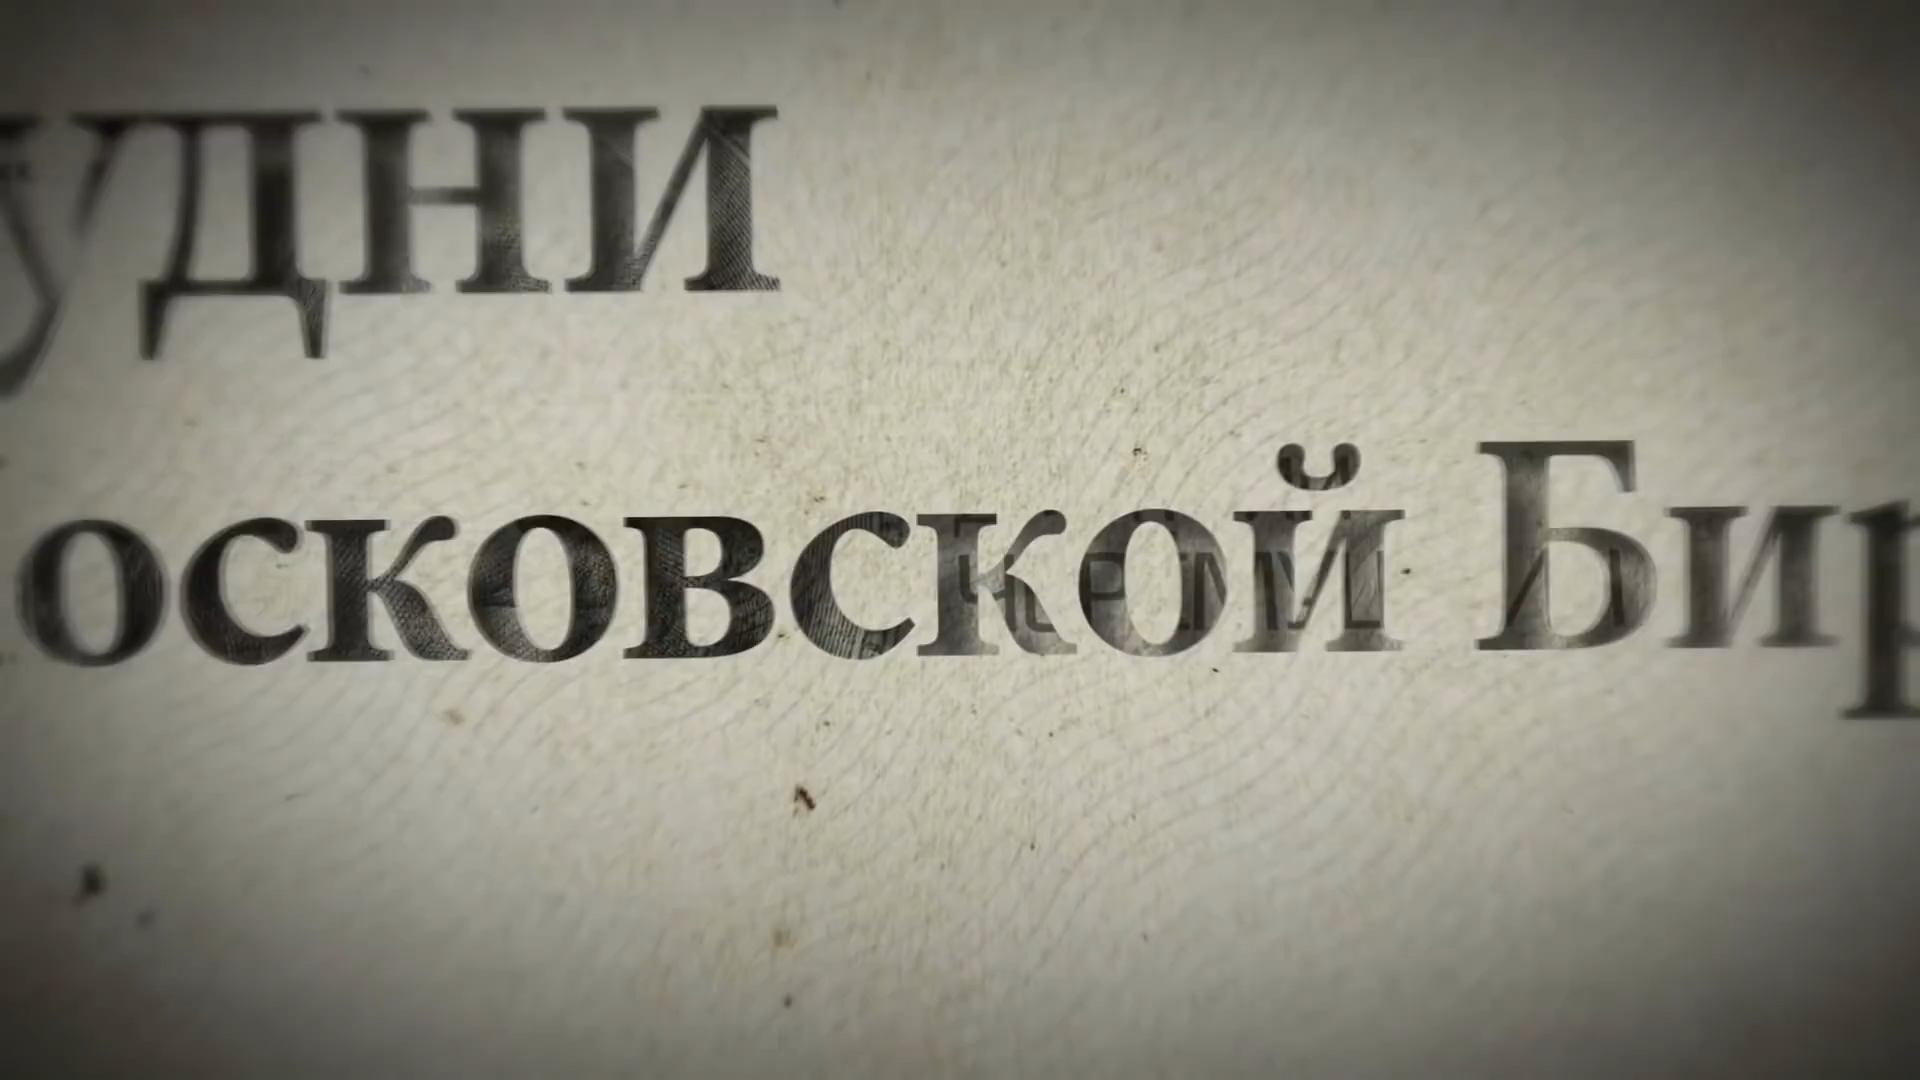 удни
осковской Бир